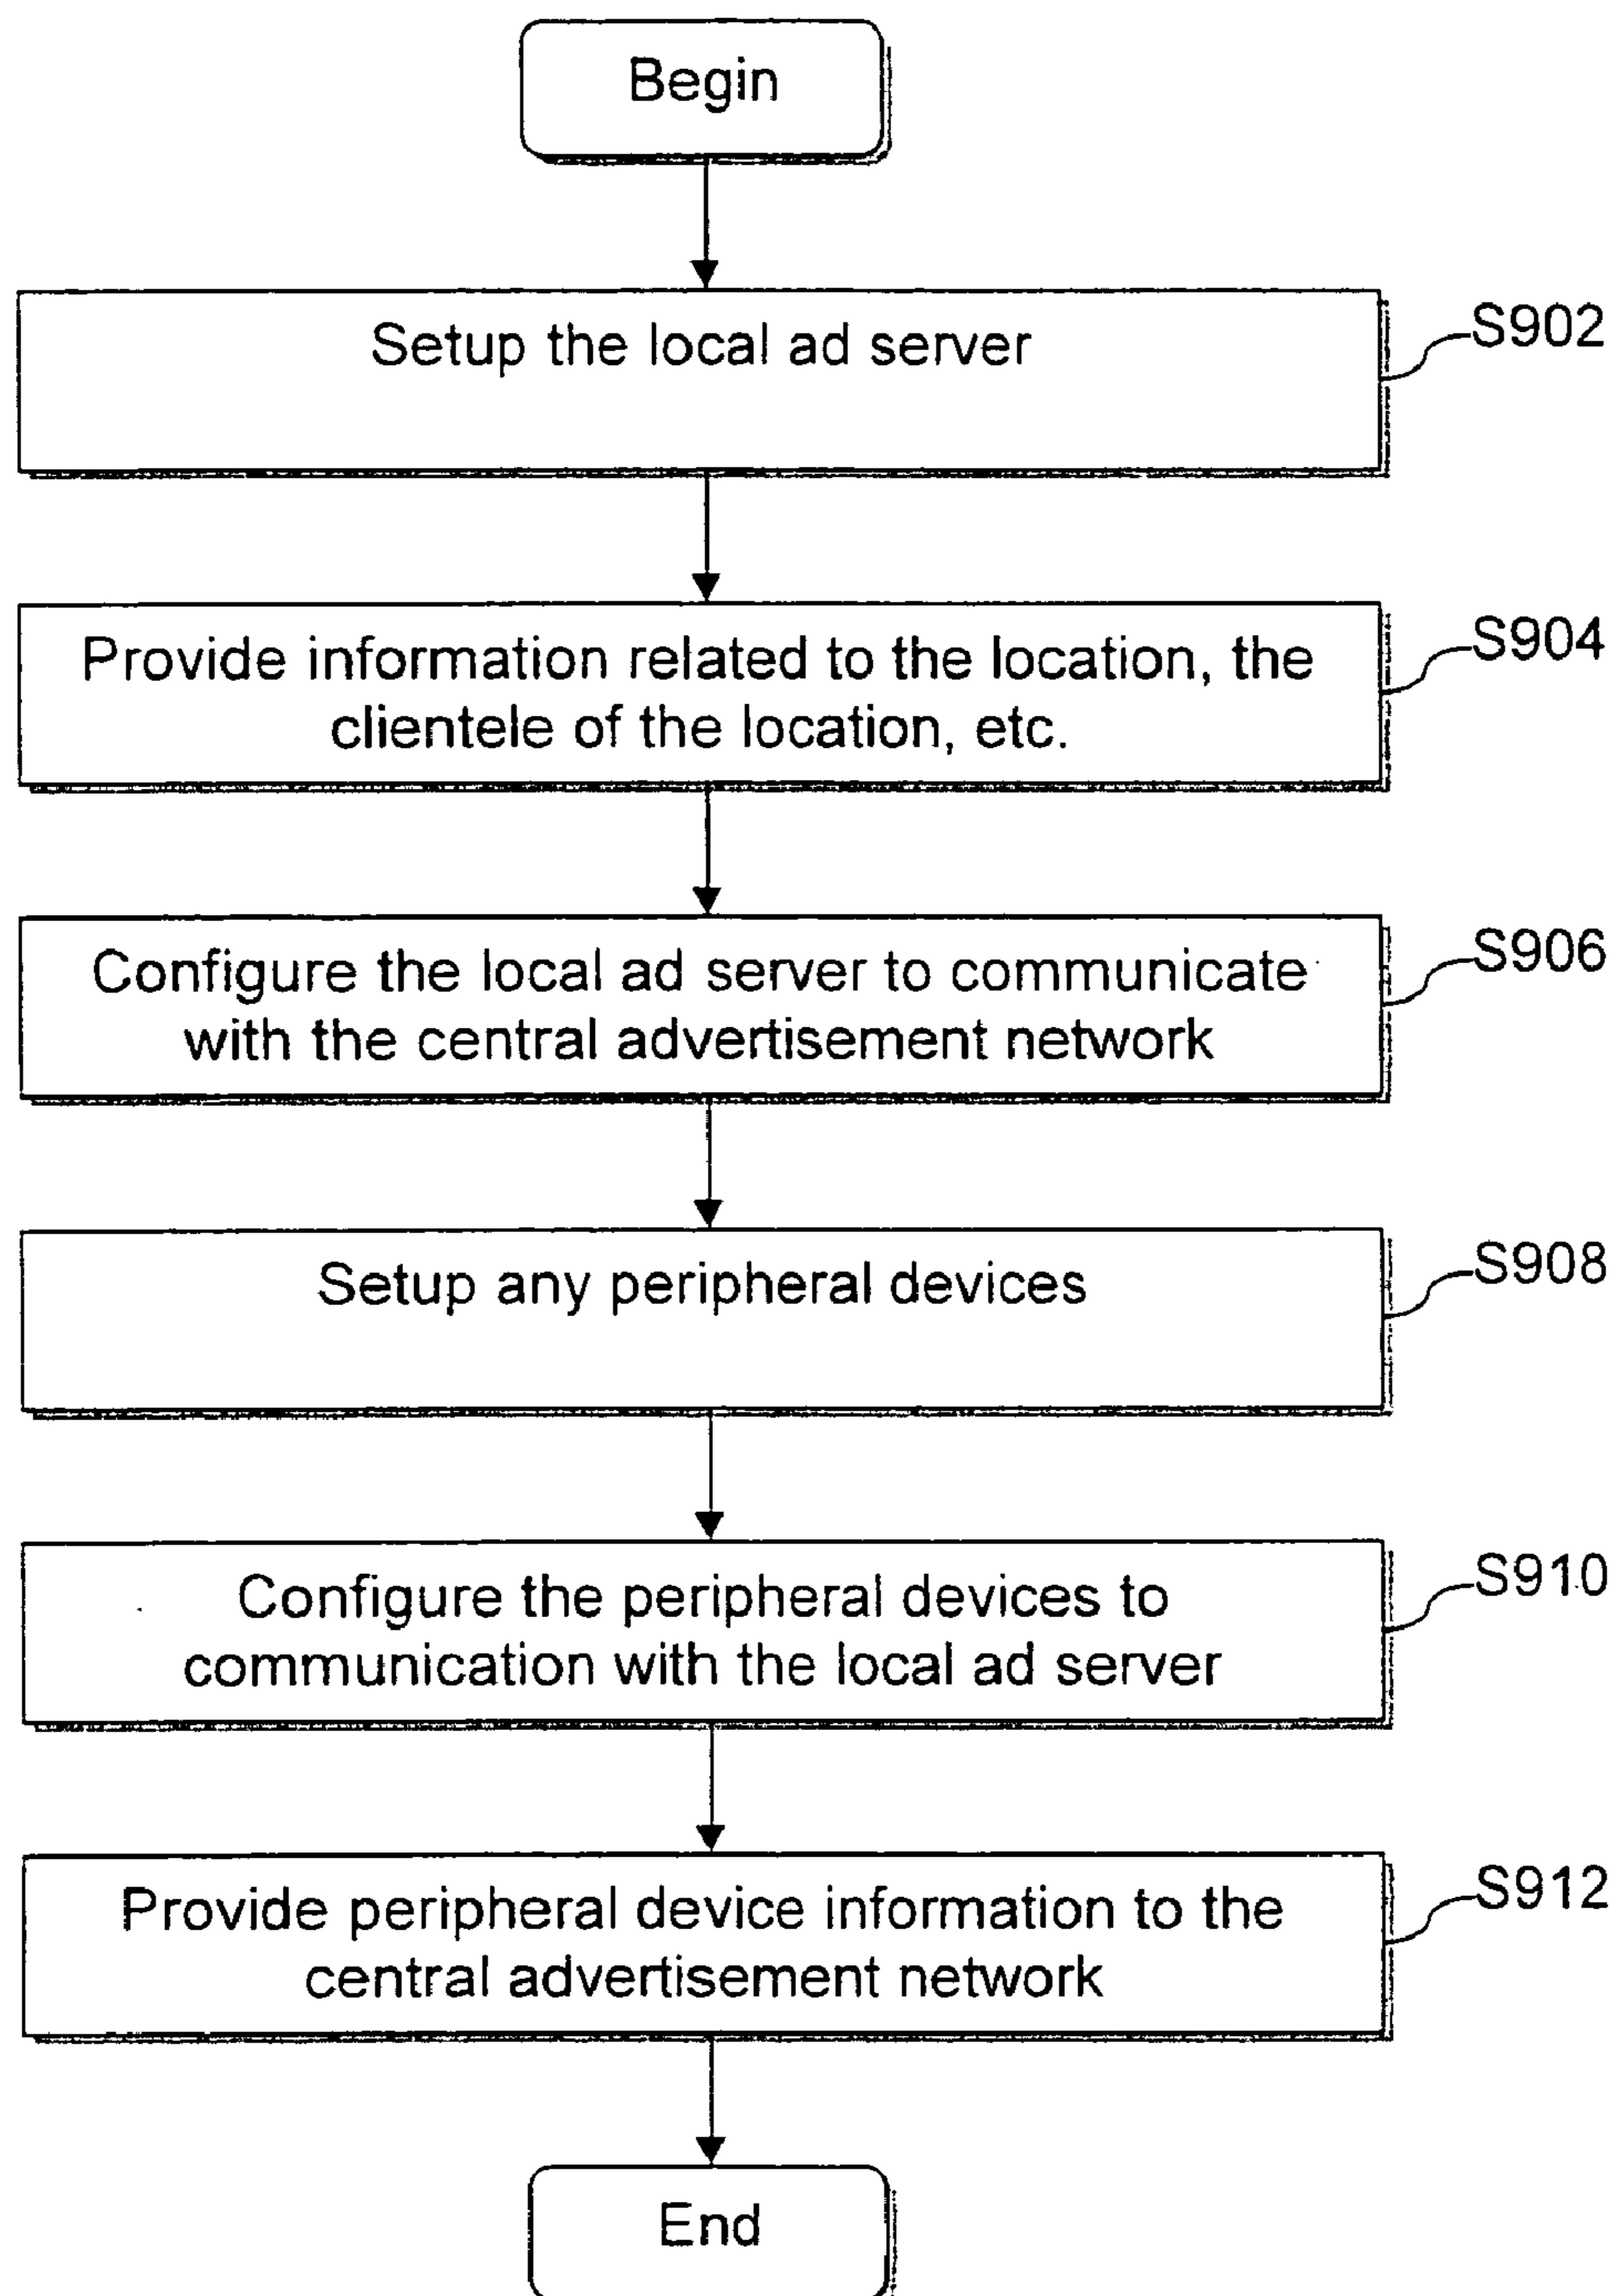 Begin
Setup the local ad server
S902
Provide information related to the location, the
clientele of the location, etc.
S904
Configure the local ad server to communicate
with the central advertisement network
S906
Setup any peripheral devices
S908
Configure the peripheral devices to
communication with the local ad server
S910
Provide peripheral device information to the
central advertisement network
S912
End